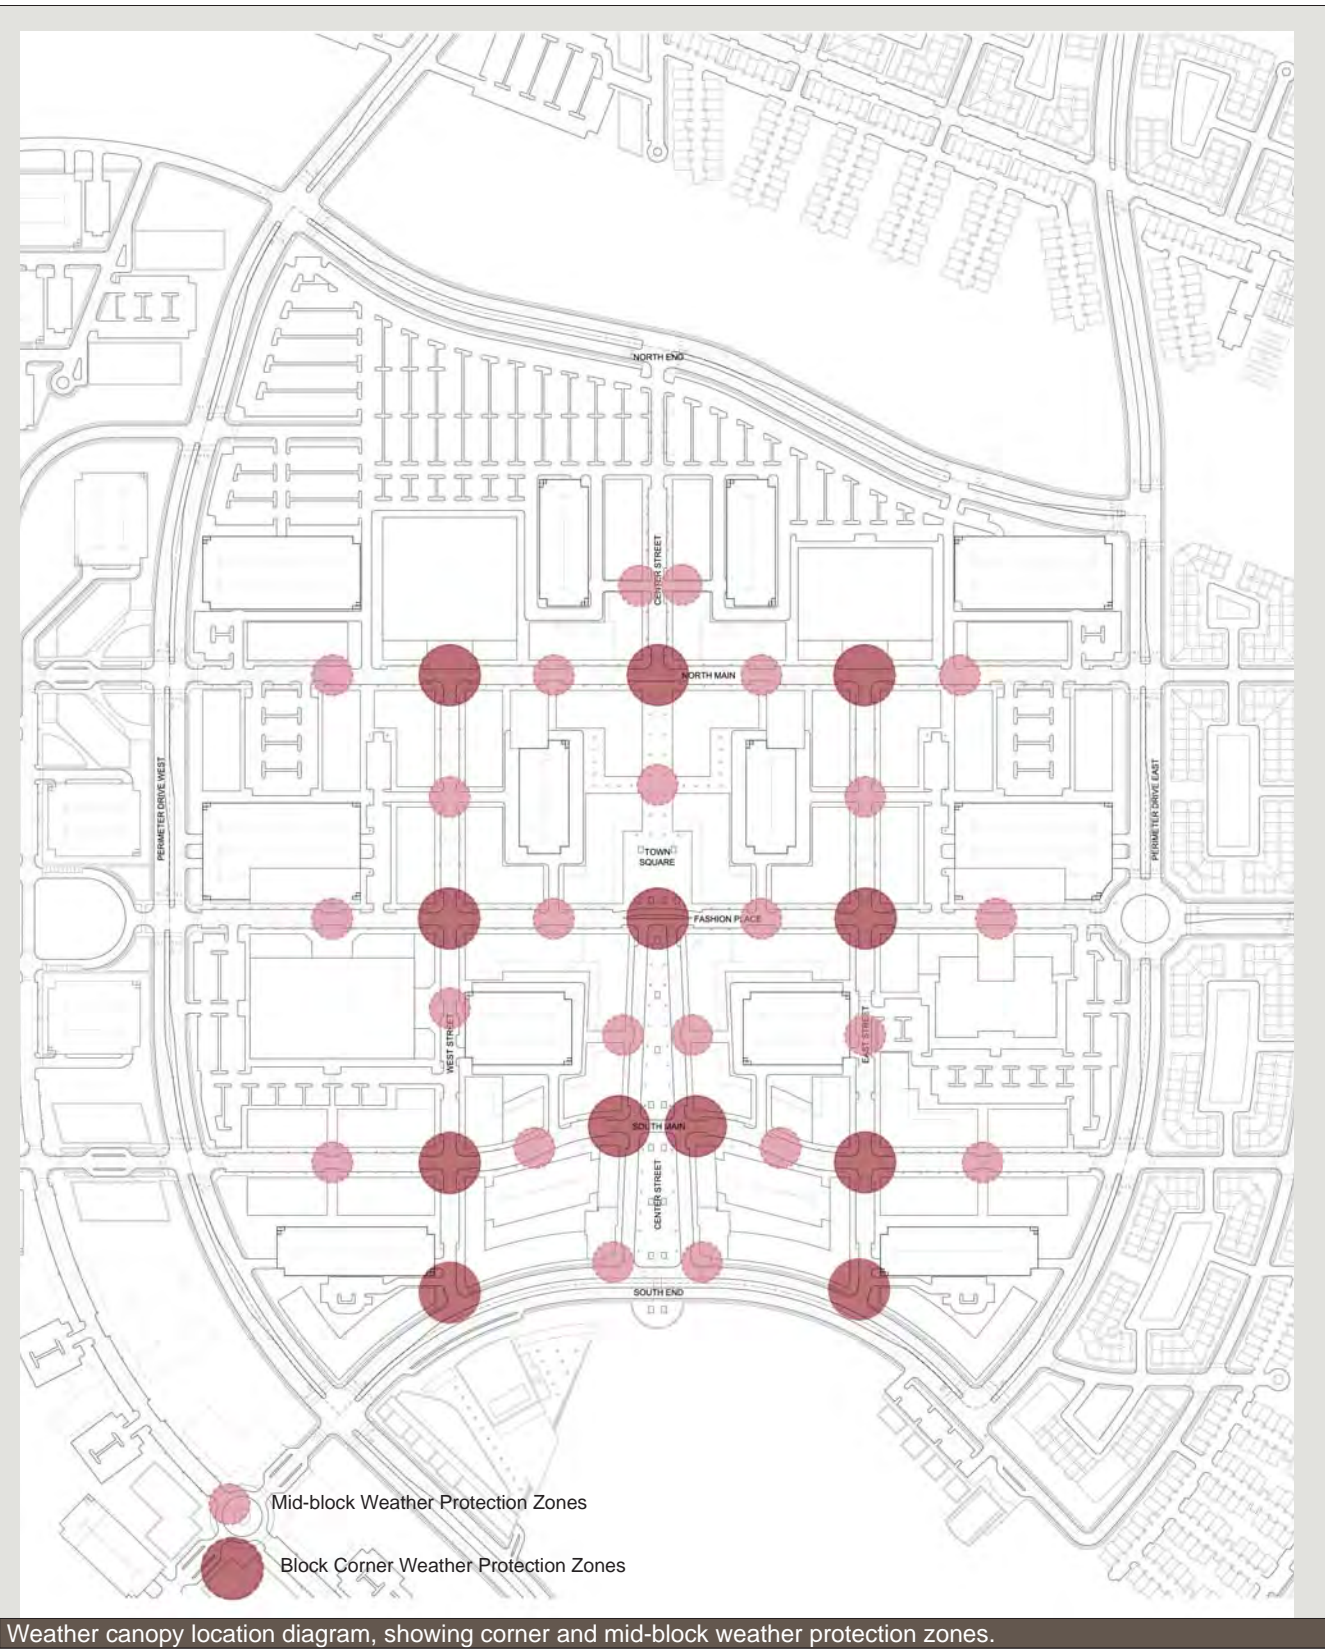 NORTH END
CENTER STREET
NORTH MAIN
PERIMETER DRIVE WEST
PERIMETER DRIVE EAST
TOWN
SQUARE
FASHION PLACE
WEST STREET
EAST STREET
SOUTH MAIN
CENTER STREET
SOUTH END
Mid-block Weather Protection Zones
Block Corner Weather Protection Zones
Weather canopy location diagram, showing corner and mid-block weather protection zones.